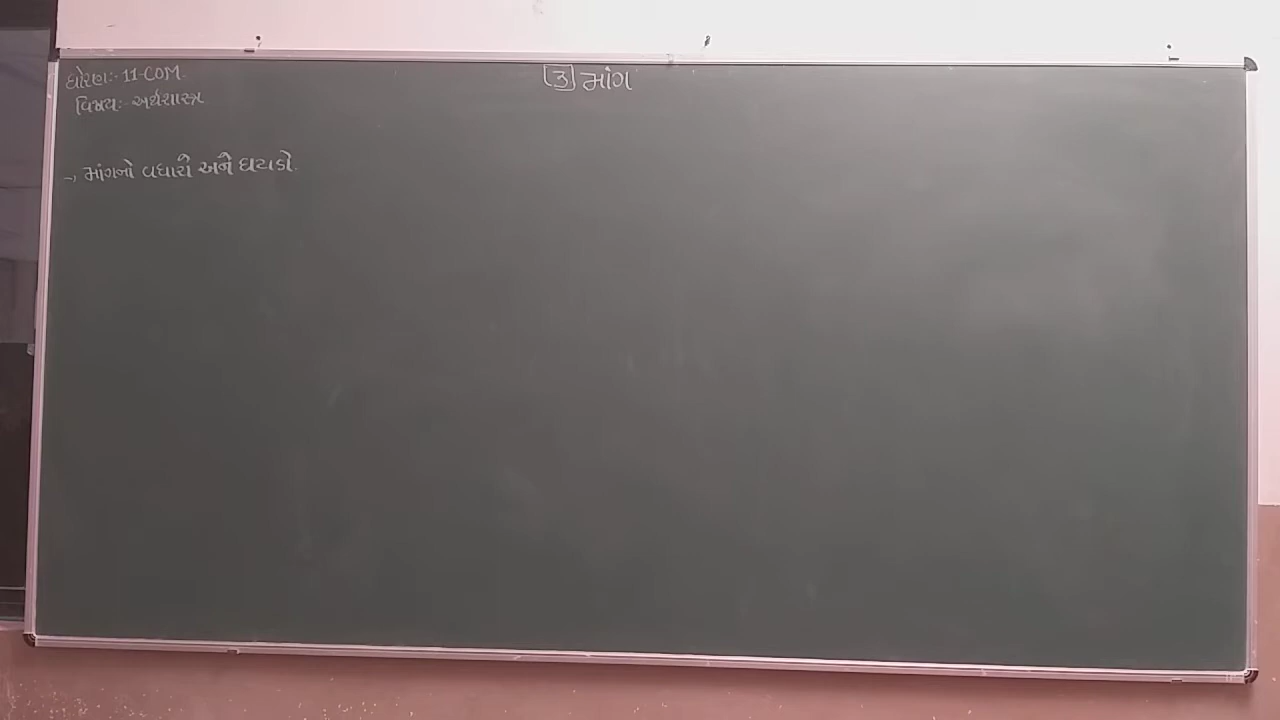 ધોરણઃ- 11-COM.
[3] માંગ
વિષયઃ- અર્થશાસ્ત્ર
→ માંગનો વધારો અને ઘટાડો.